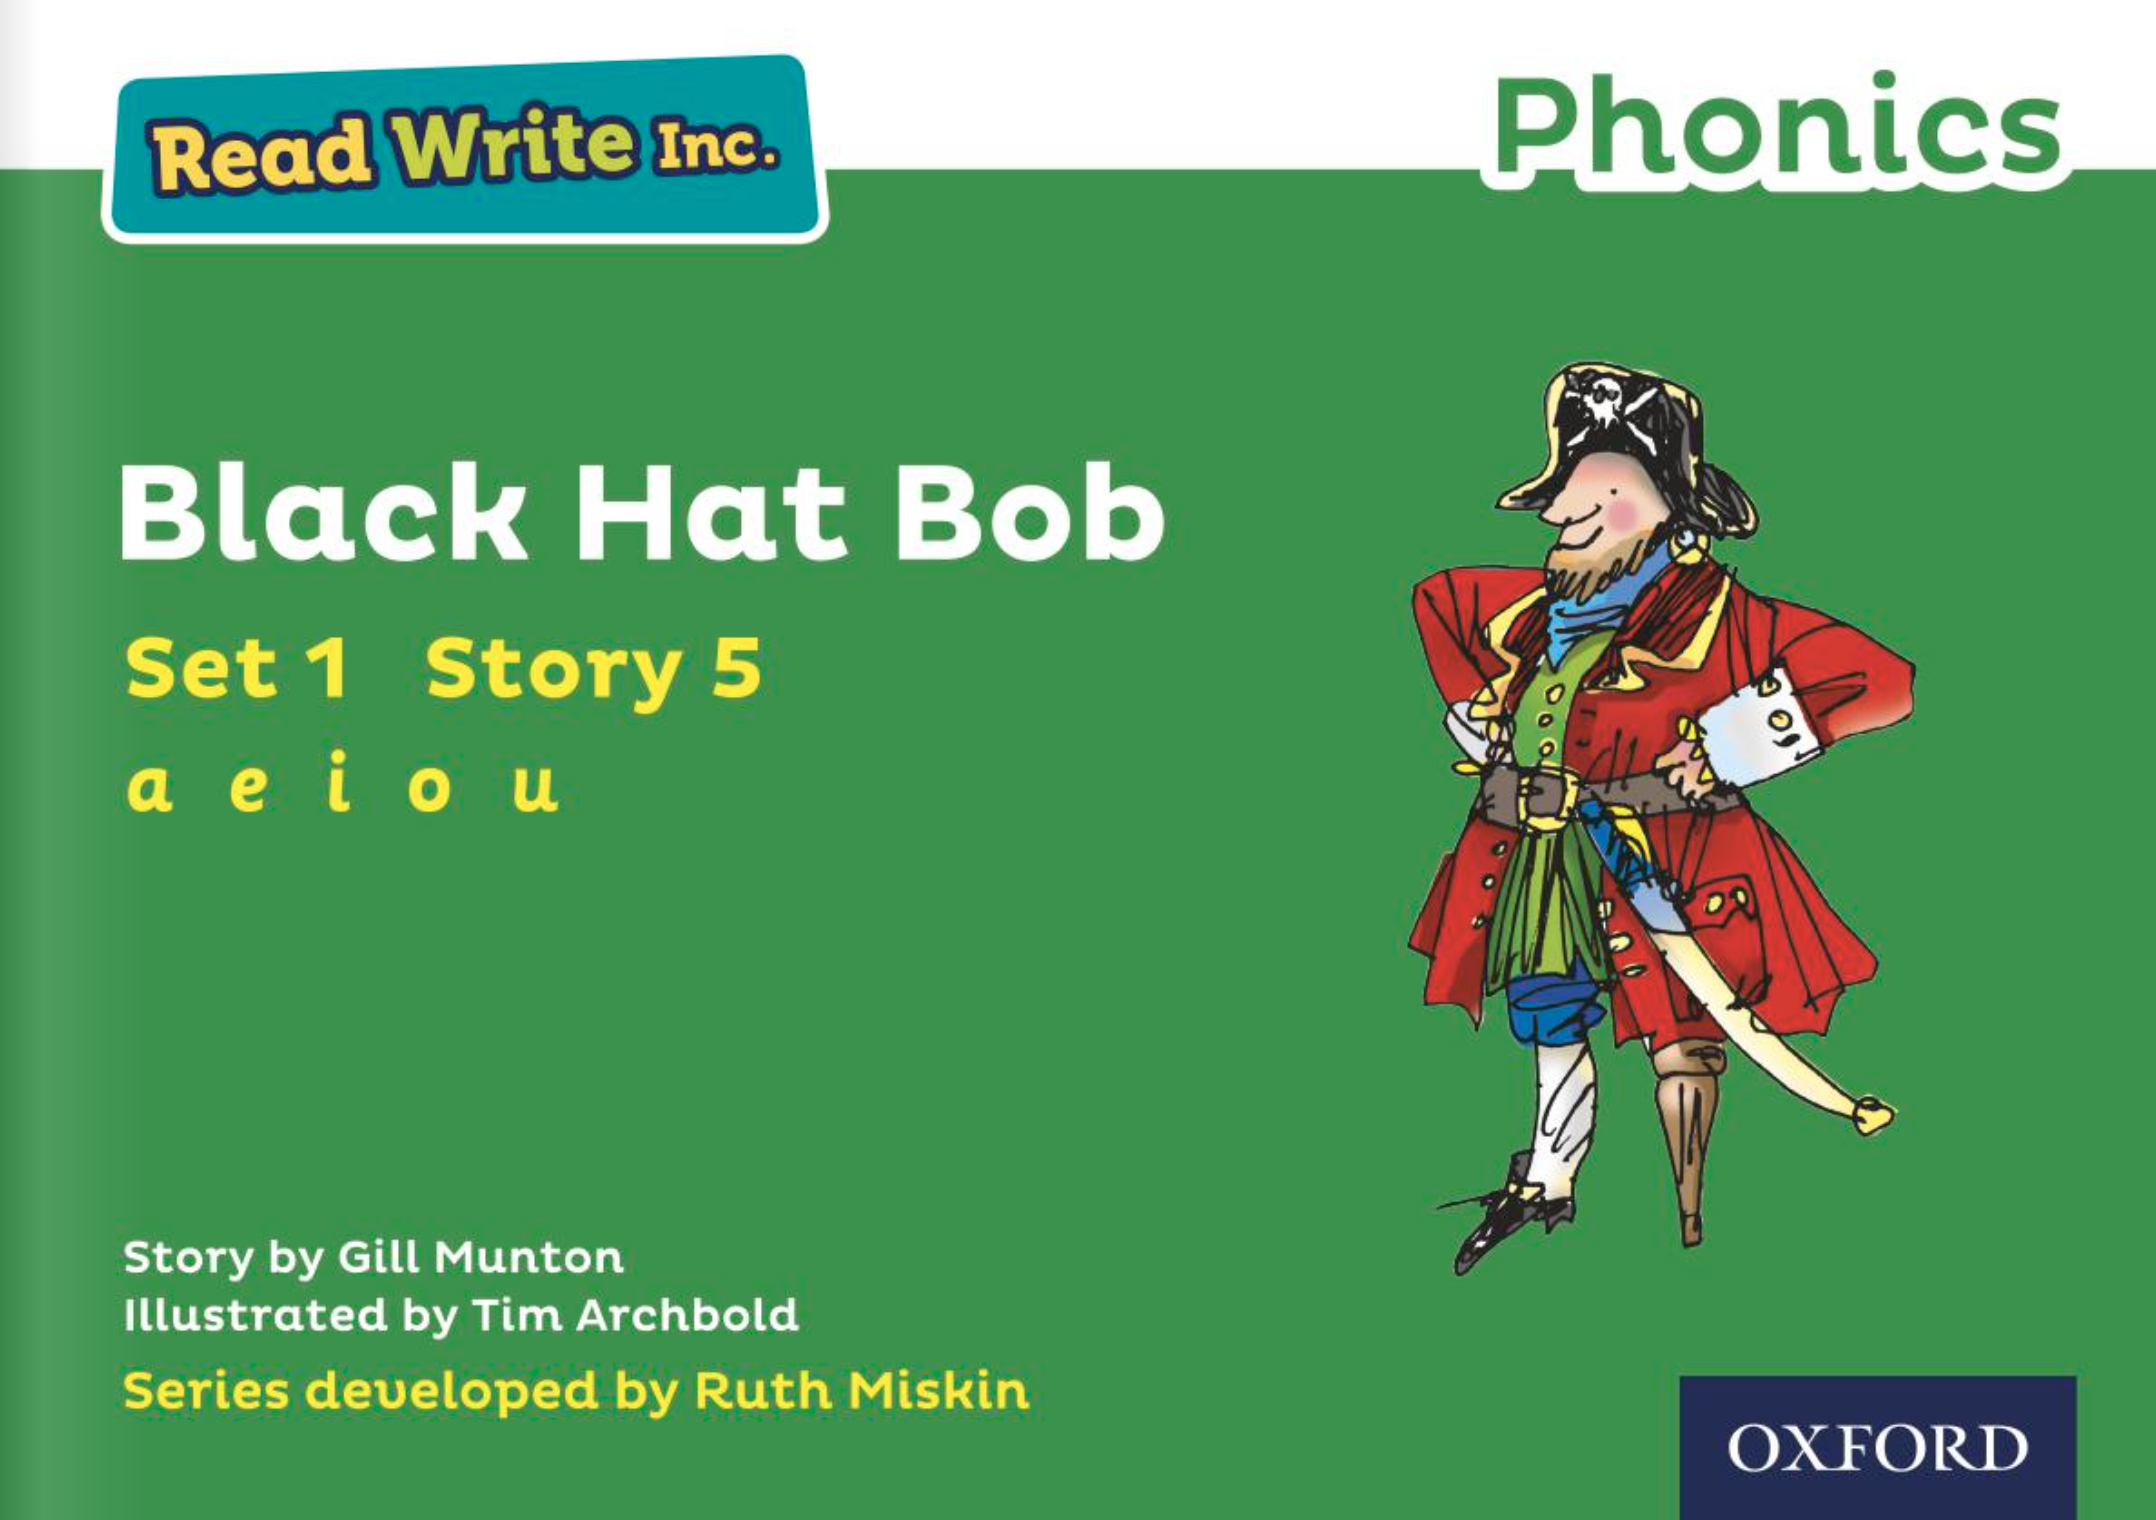 Read Write Inc.
Phonics
Black Hat Bob
Set 1 Story 5
a e i o u
Story by Gill Munton
Illustrated by Tim Archbold
Series developed by Ruth Miskin
OXFORD